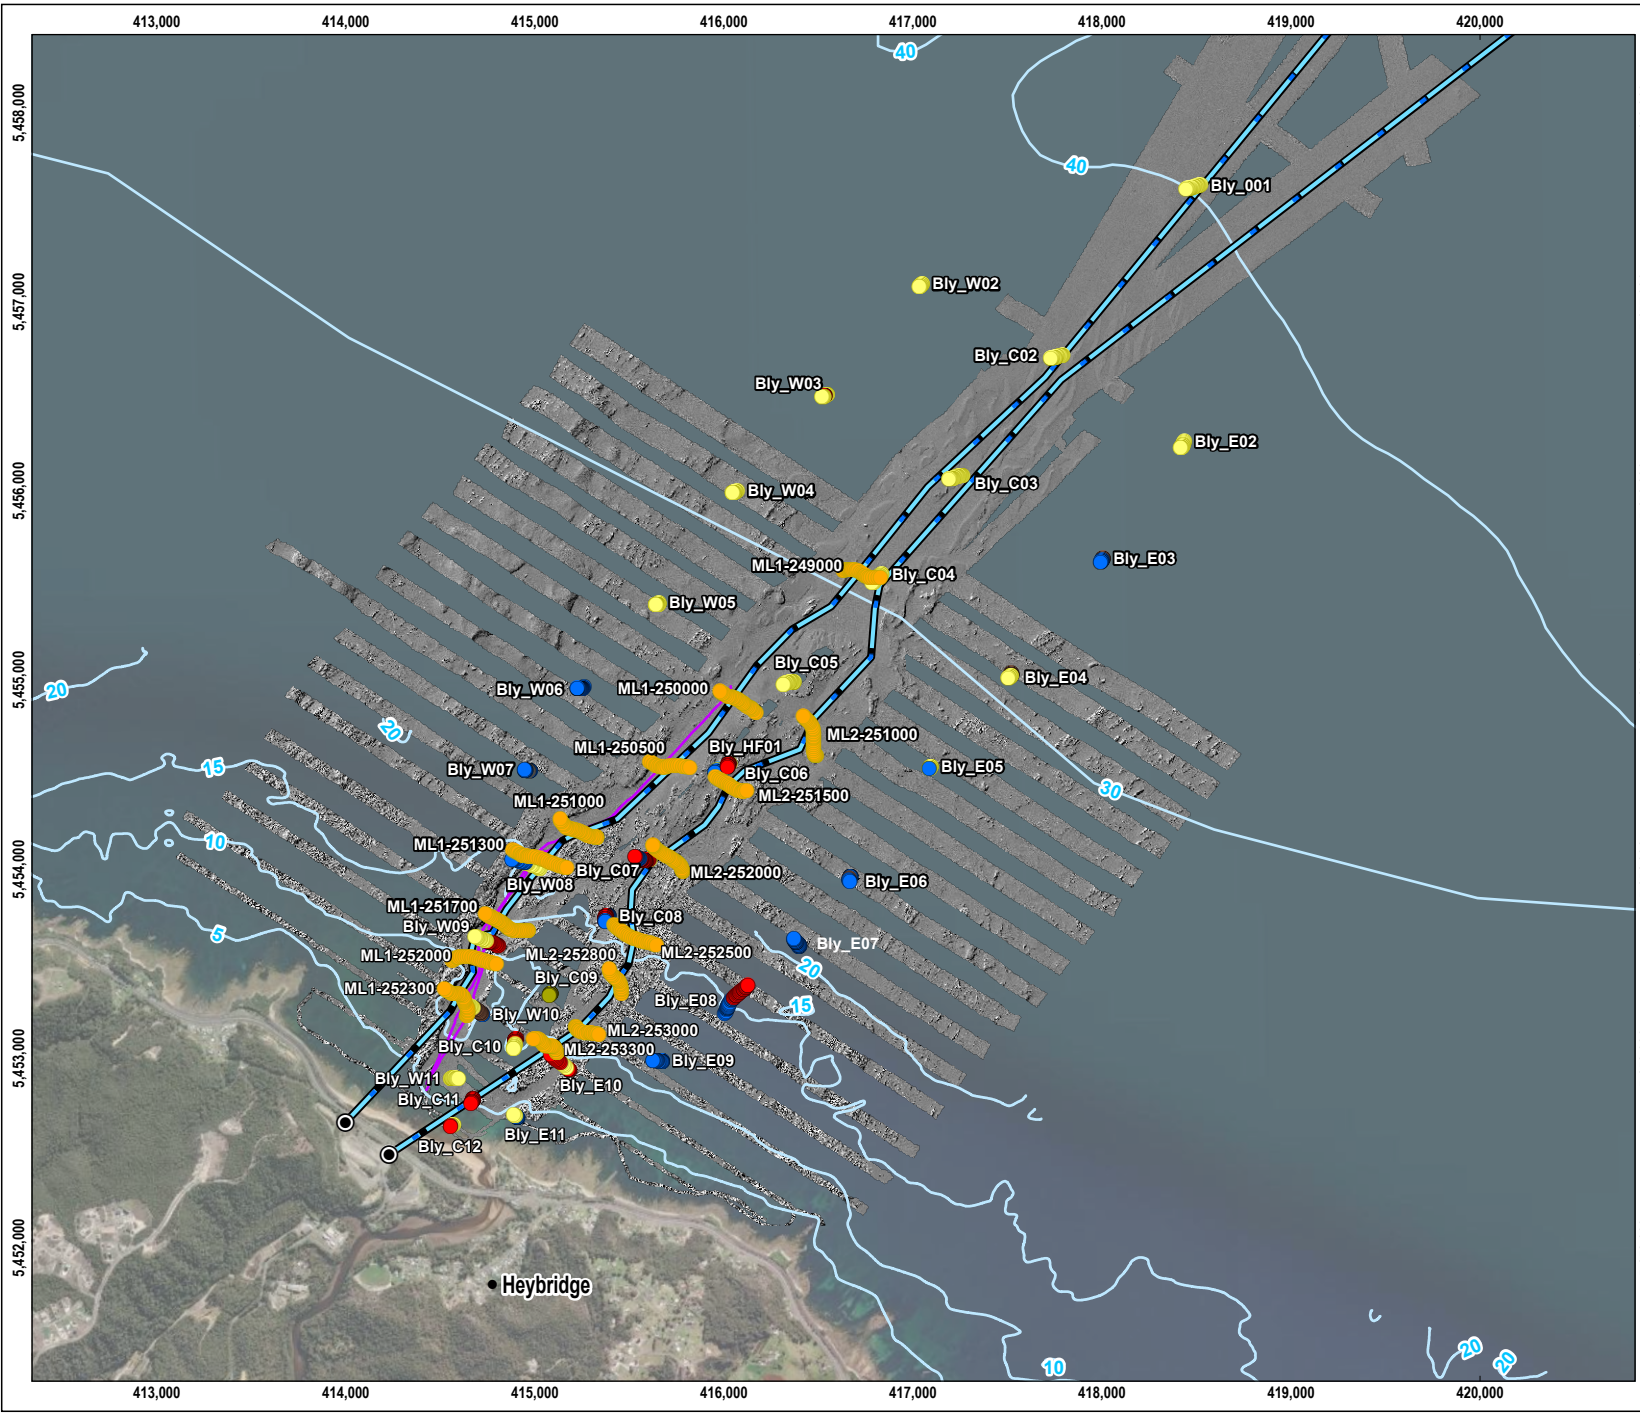 413,000 414,000 415,000 416,000 417,000 418,000 419,000 420,000
40
5,458,000
40
Bly_001
5,457,000
Bly_W02
Bly_C02
Bly_W03
Bly_E02
Bly_C03
Bly_W04
5,456,000
Bly_E03
ML1-249000
Bly_C04
Bly_W05
Bly_C05
Bly_E04
5,455,000
20
Bly_W06
ML1-250000
20
ML2-251000
ML1-250500
Bly_HF01
15
Bly_W07
Bly_C06
Bly_E05
30
ML2-251500
ML1-251000
10
ML1-251300
5,454,000
Bly_C07
ML2-252000
Bly_W08
Bly_E06
ML1-251700
Bly_C08
Bly_W09
5
Bly_E07
ML1-252000
ML2-252800
ML2-252500
20
Bly_C09
ML1-252300
Bly_E08
15
Bly_W10
ML2-253000
Bly_C10
ML2-253300
5,453,000
Bly_E09
Bly_W11
Bly_E10
Bly_C11
Bly_E11
Bly_C12
5,452,000
Heybridge
20
20
10
413,000 414,000 415,000 416,000 417,000 418,000 419,000 420,000